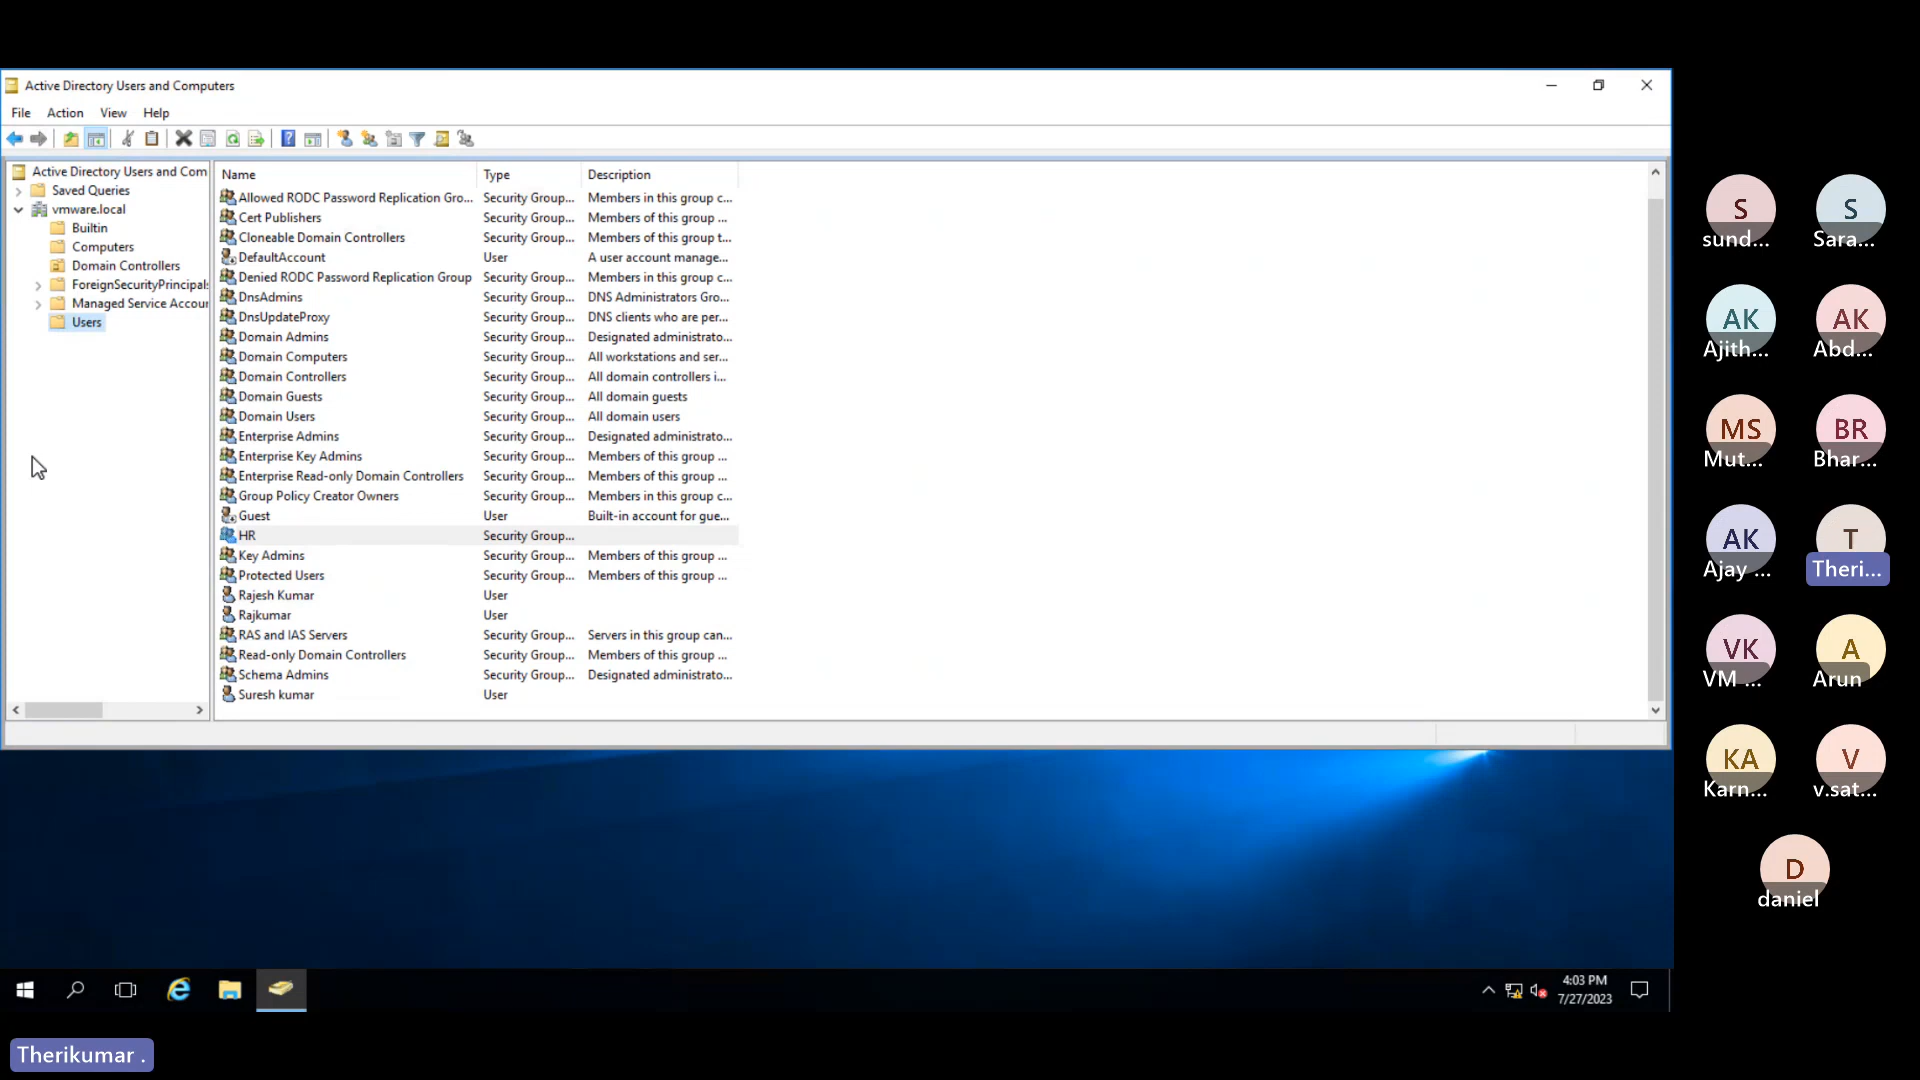 Active Directory Users and Computers
File Action View Help
Active Directory Users and Com
Saved Queries
vmware.local
Builtin
Computers
Domain Controllers
ForeignSecurityPrincipals
Managed Service Accour
Users
Name Type Description
Allowed RODC Password Replication Gro... Security Group... Members in this group c...
Cert Publishers Security Group... Members of this group ...
Cloneable Domain Controllers Security Group... Members of this group t...
DefaultAccount User A user account manage...
Denied RODC Password Replication Group Security Group... Members in this group c...
DnsAdmins Security Group... DNS Administrators Gro...
DnsUpdateProxy Security Group... DNS clients who are per...
Domain Admins Security Group... Designated administrato...
Domain Computers Security Group... All workstations and ser...
Domain Controllers Security Group... All domain controllers i...
Domain Guests Security Group... All domain guests
Domain Users Security Group... All domain users
Enterprise Admins Security Group... Designated administrato...
Enterprise Key Admins Security Group... Members of this group ...
Enterprise Read-only Domain Controllers Security Group... Members of this group ...
Group Policy Creator Owners Security Group... Members in this group c...
Guest User Built-in account for gue...
HR Security Group...
Key Admins Security Group... Members of this group ...
Protected Users Security Group... Members of this group ...
Rajesh Kumar User
Rajkumar User
RAS and IAS Servers Security Group... Servers in this group can...
Read-only Domain Controllers Security Group... Members of this group ...
Schema Admins Security Group... Designated administrato...
Suresh kumar User
4:03 PM
7/27/2023
Therikumar .
S S
sund... Sara...
AK AK
Ajith... Abd...
MS BR
Mut... Bhar...
AK T
Ajay ... Theri...
VK A
VM ... Arun
KA V
Karn... v.sat...
D
daniel